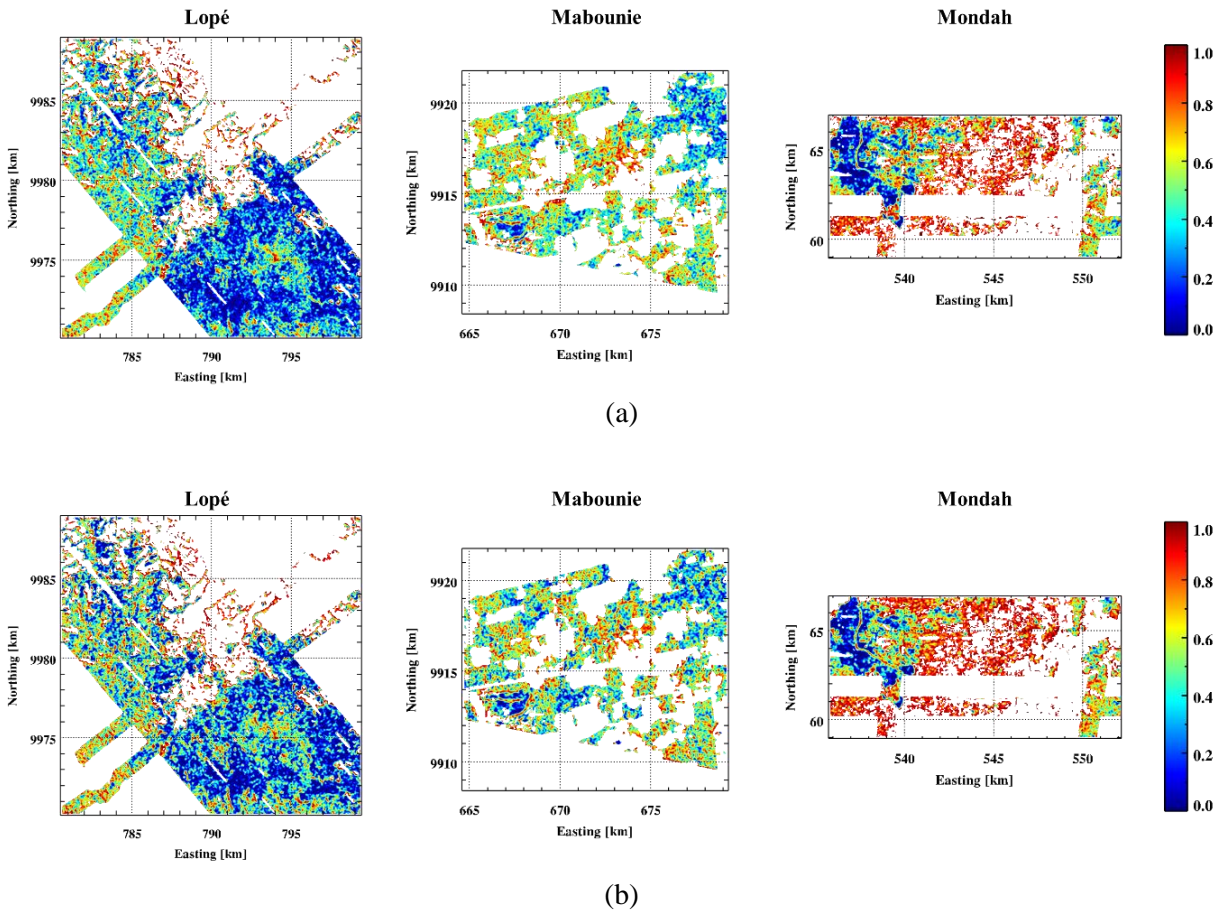 Lopé Mabounie Mondah
9985
9980
9975
Northing [km]
785 790 795
Easting [km]
9920
9915
9910
Northing [km]
665 670 675
Easting [km]
65
60
Northing [km]
540 545 550
Easting [km]
1.0
0.8
0.6
0.4
0.2
0.0
(a)
Lopé Mabounie Mondah
9985
9980
9975
Northing [km]
785 790 795
Easting [km]
9920
9915
9910
Northing [km]
665 670 675
Easting [km]
65
60
Northing [km]
540 545 550
Easting [km]
1.0
0.8
0.6
0.4
0.2
0.0
(b)